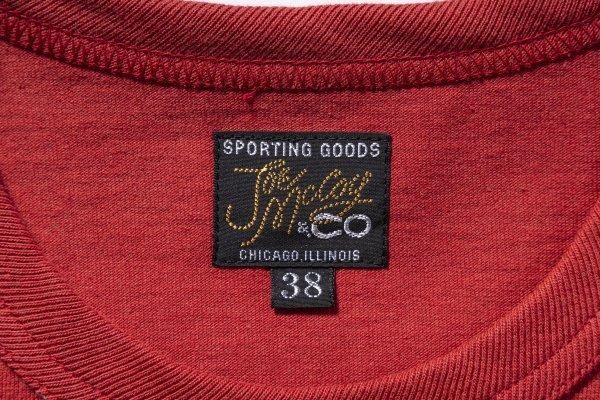 SPORTING GOODS
Joe McCoy
& CO
CHICAGO, ILLINOIS
38